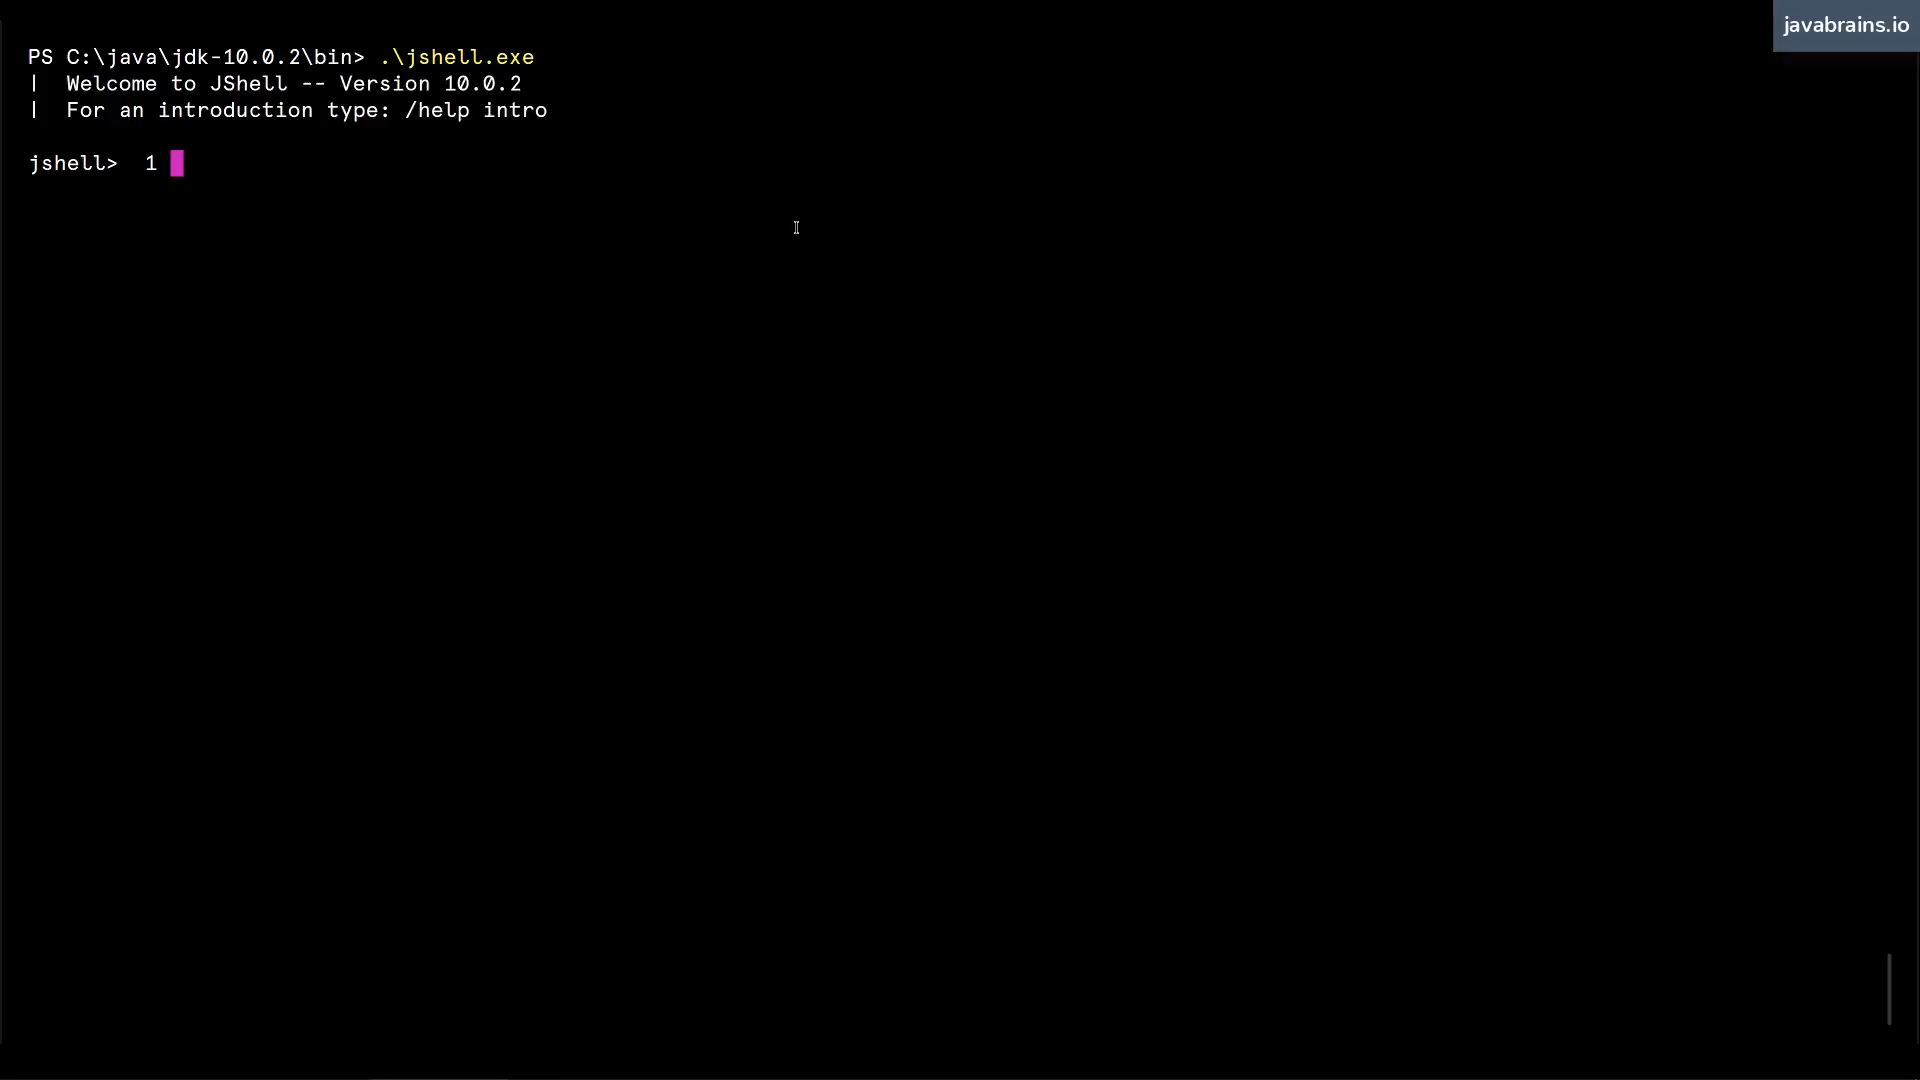 javabrains.io
PS C:\java\jdk-10.0.2\bin> .\jshell.exe
|  Welcome to JShell -- Version 10.0.2
|  For an introduction type: /help intro
jshell>  1